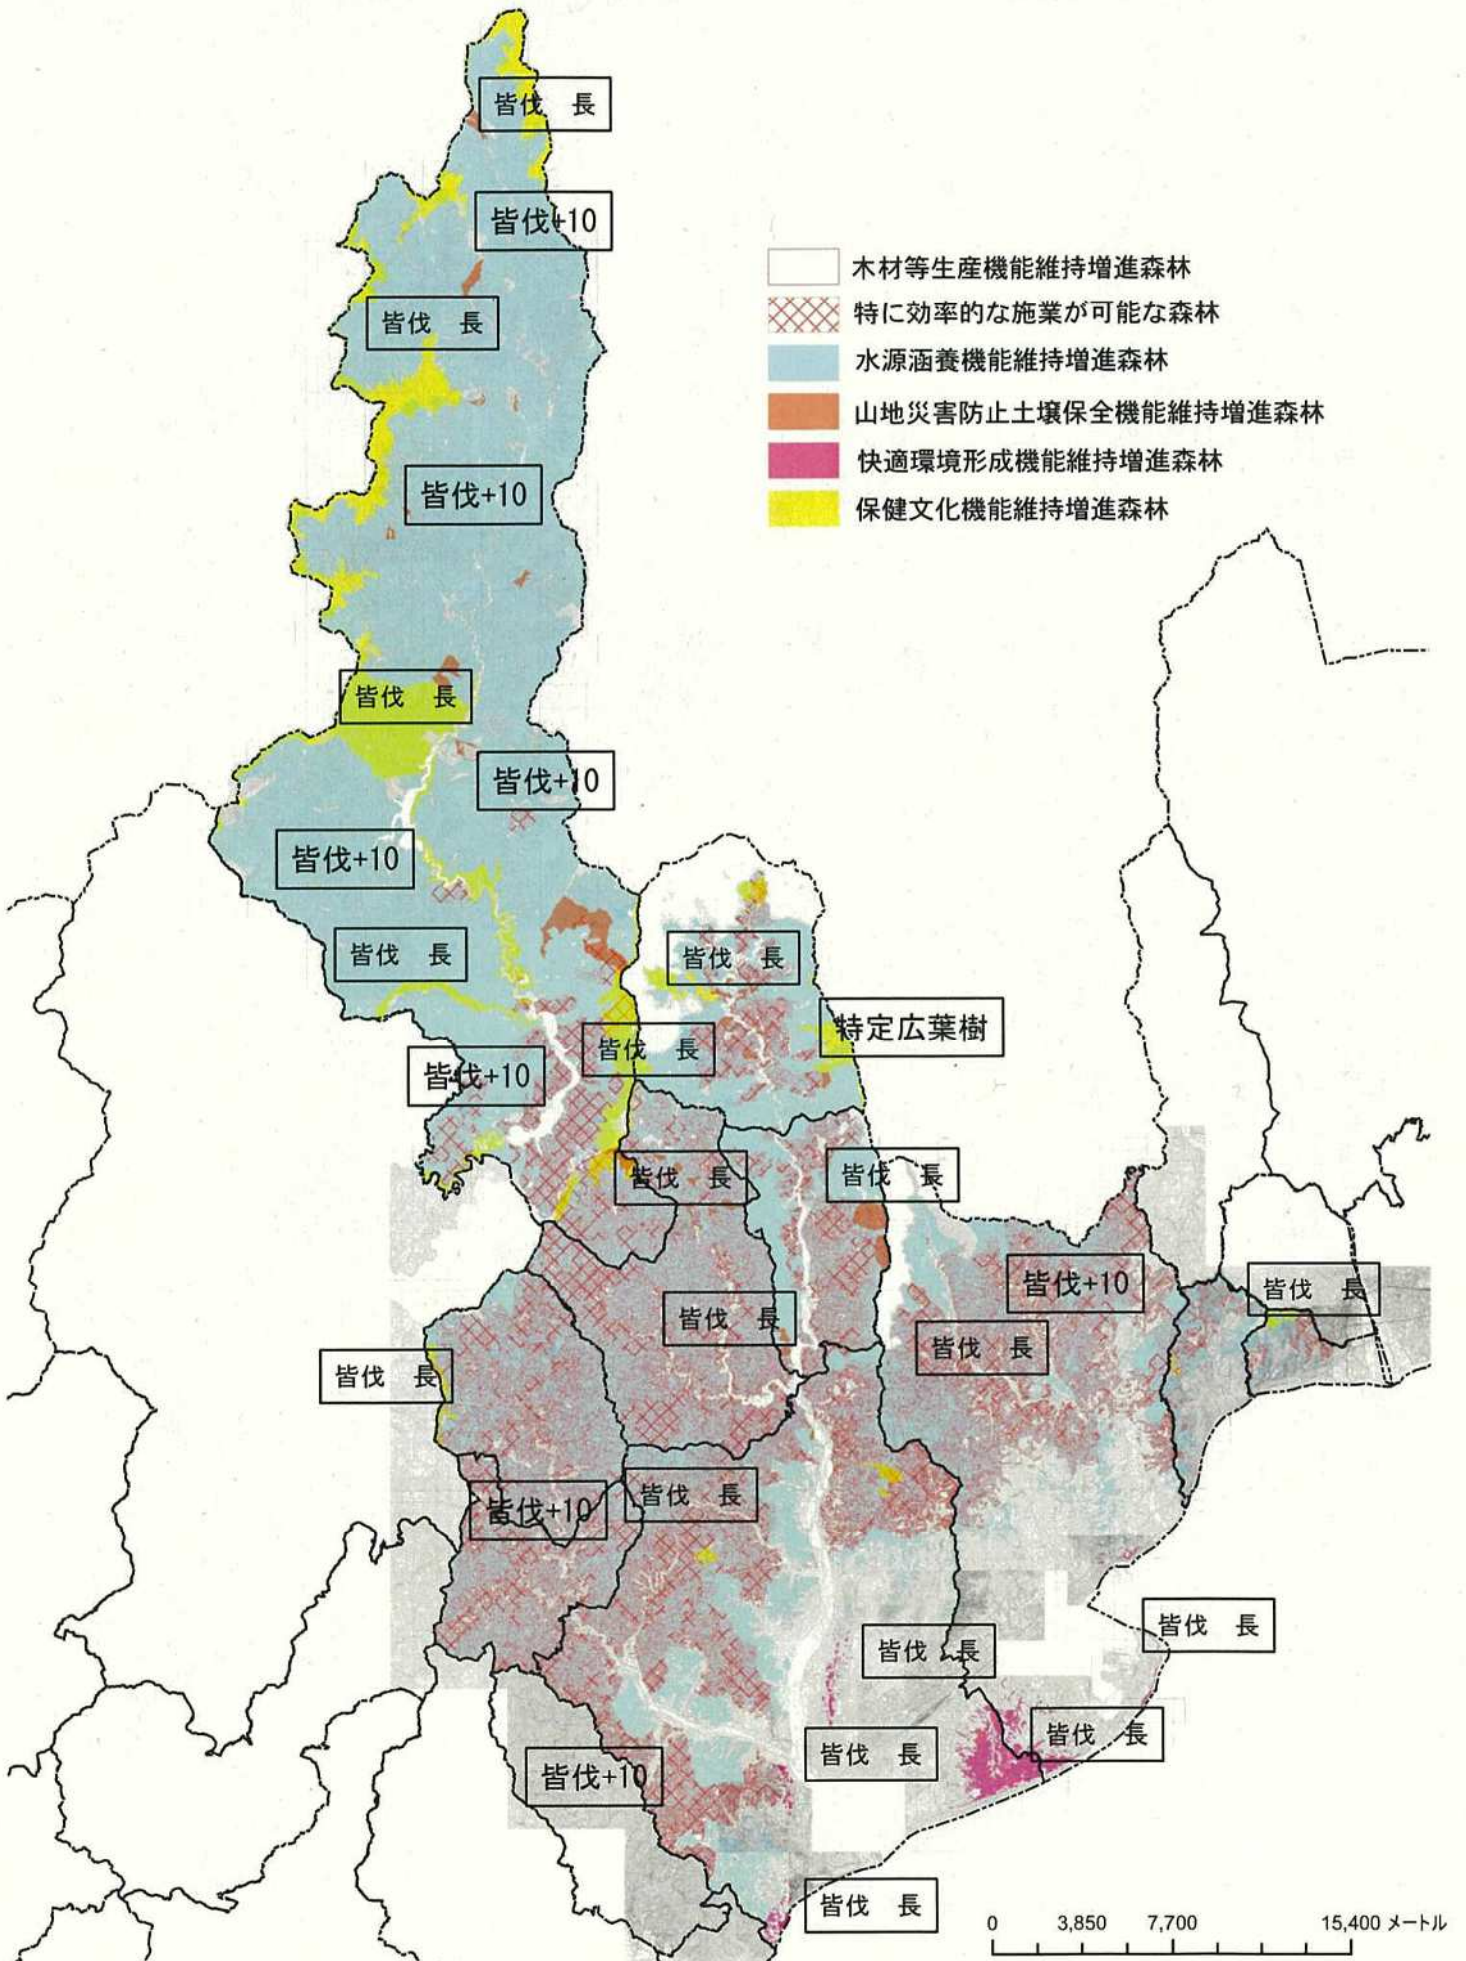 皆伐　長
皆伐+10
木材等生産機能維持増進森林
特に効率的な施業が可能な森林
皆伐　長
水源涵養機能維持増進森林
山地災害防止土壌保全機能維持増進森林
快適環境形成機能維持増進森林
皆伐+10
保健文化機能維持増進森林
皆伐　長
皆伐+10
皆伐+10
皆伐　長
皆伐　長
特定広葉樹
皆伐　長
皆伐+10
皆伐　長
皆伐　長
皆伐+10
皆伐　長
皆伐　長
皆伐　長
皆伐　長
皆伐　長
皆伐+10
皆伐　長
皆伐　長
皆伐　長
皆伐　長
皆伐+10
皆伐　長
0 3,850 7,700 15,400 メートル
皆伐　長